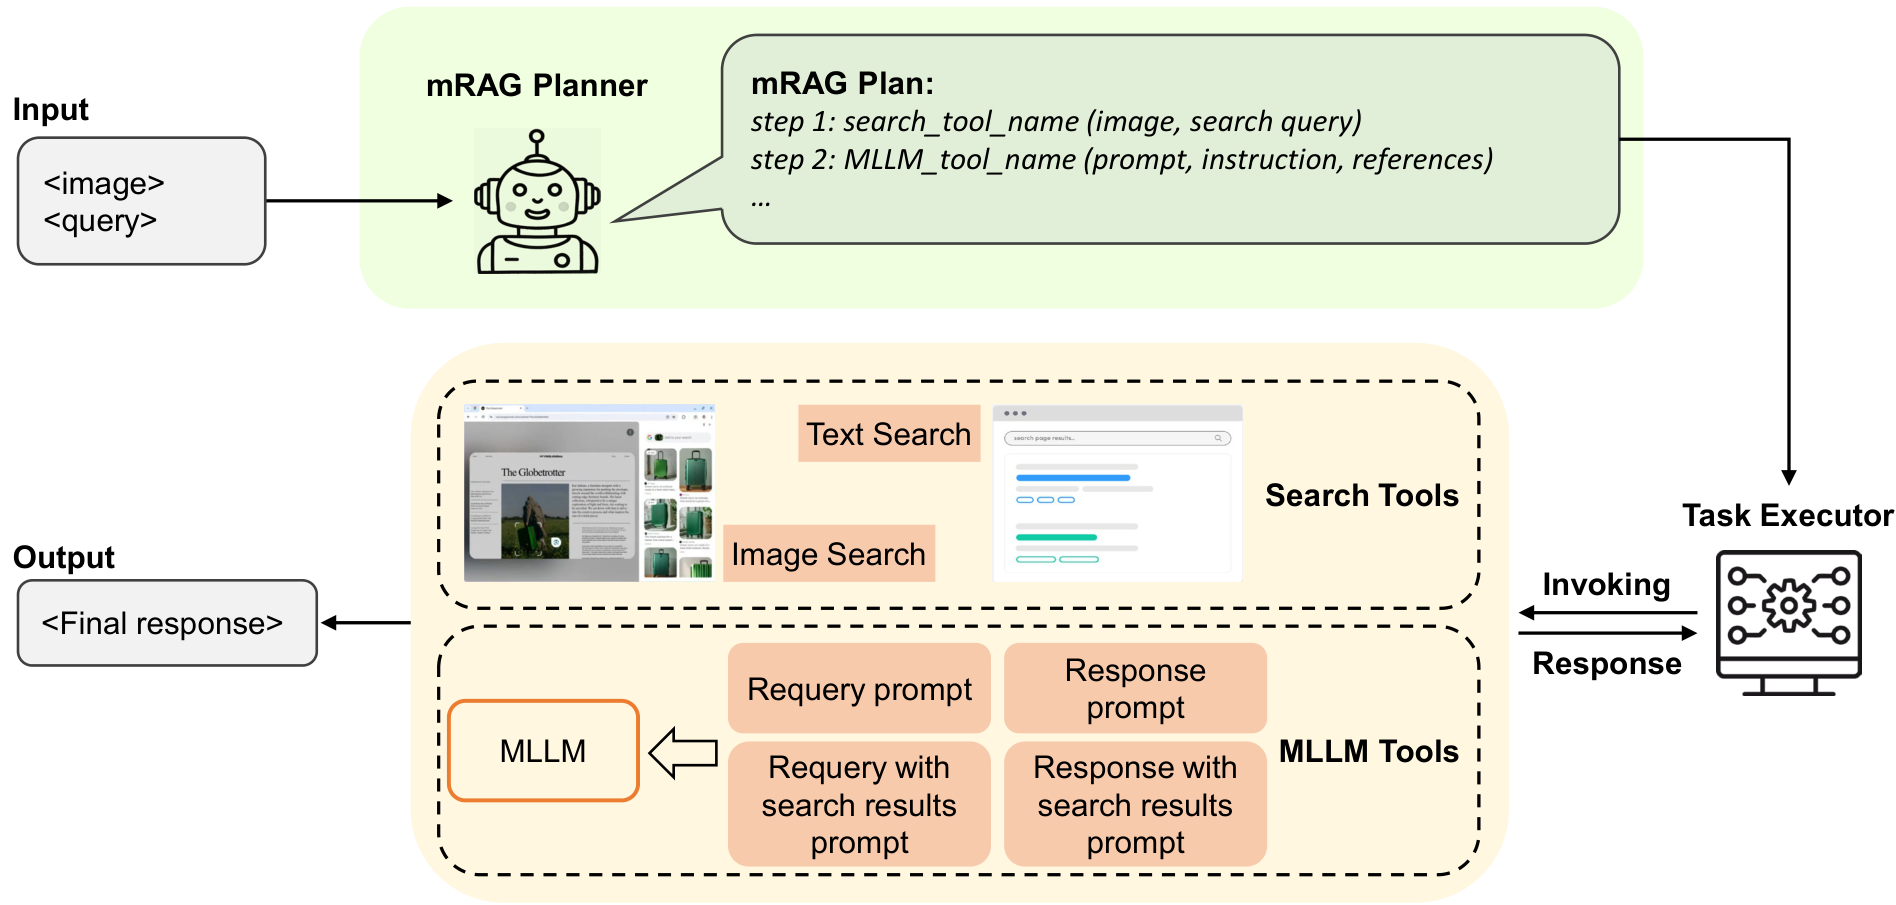 Input
<image>
<query>
mRAG Planner
mRAG Plan:
step 1: search_tool_name (image, search query)
step 2: MLLM_tool_name (prompt, instruction, references)
...
Task Executor
Invoking
Response
Search Tools
Text Search
Image Search
The Globetrotter
search page results...
MLLM Tools
Requery prompt
Response
prompt
Requery with
search results
prompt
Response with
search results
prompt
MLLM
Output
<Final response>